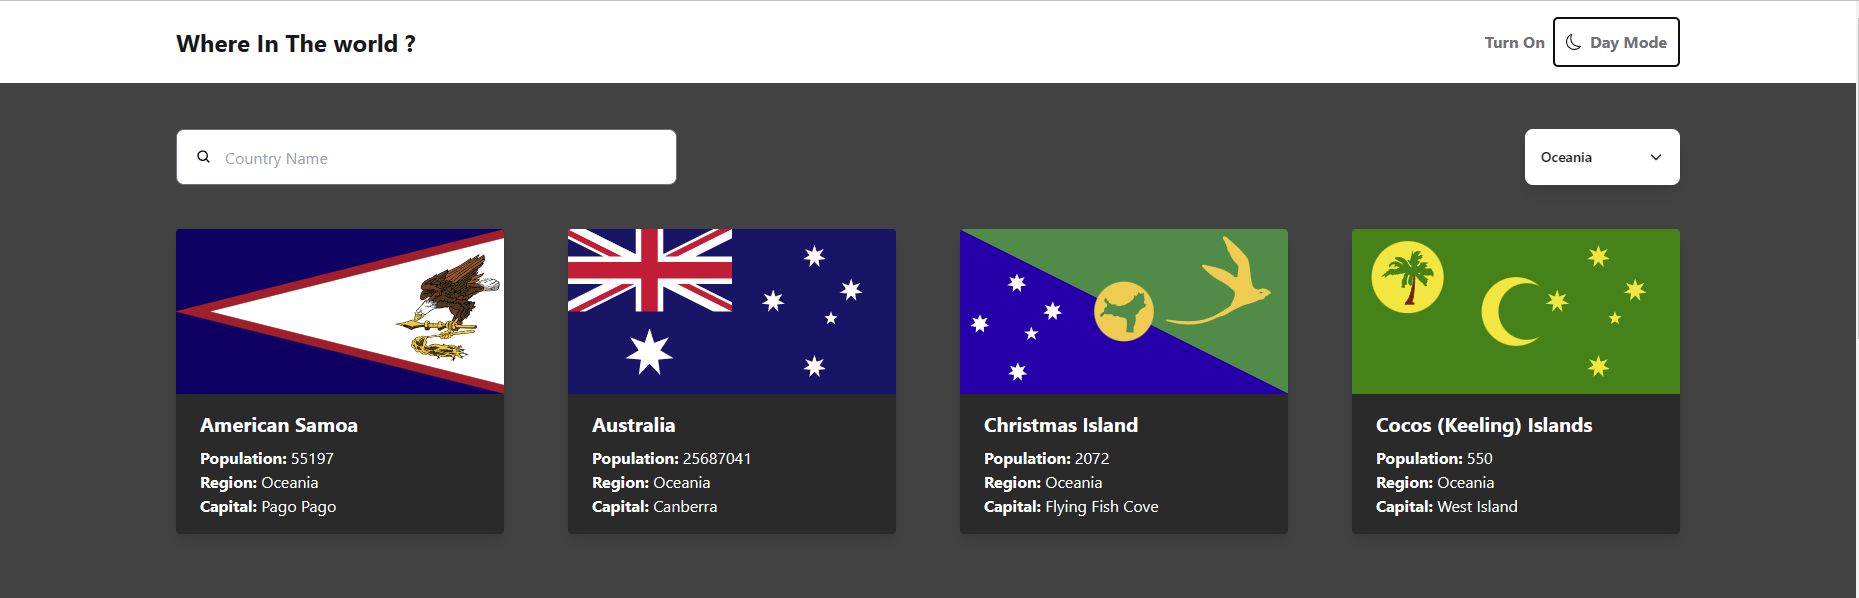 Where In The world ?
Turn On Day Mode
Country Name
Oceania
American Samoa
Population: 55197
Region: Oceania
Capital: Pago Pago
Australia
Population: 25687041
Region: Oceania
Capital: Canberra
Christmas Island
Population: 2072
Region: Oceania
Capital: Flying Fish Cove
Cocos (Keeling) Islands
Population: 550
Region: Oceania
Capital: West Island